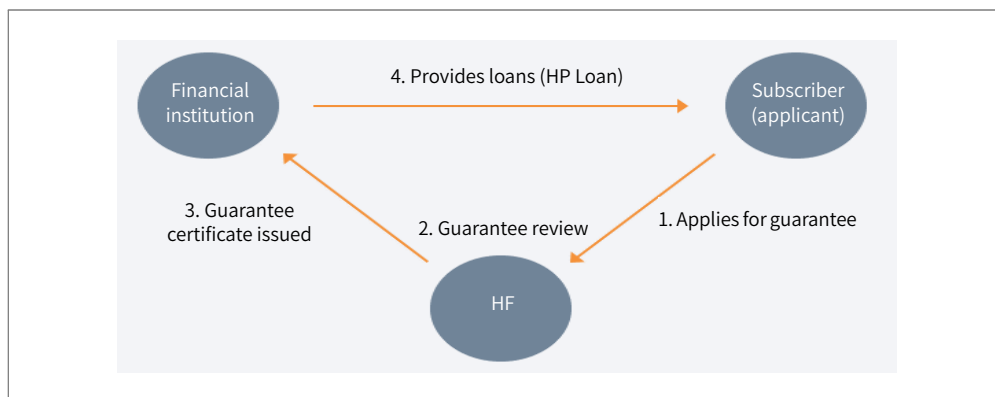 4. Provides loans (HP Loan)
Financial
institution
Subscriber
(applicant)
3. Guarantee
certificate issued
2. Guarantee review
1. Applies for guarantee
HF